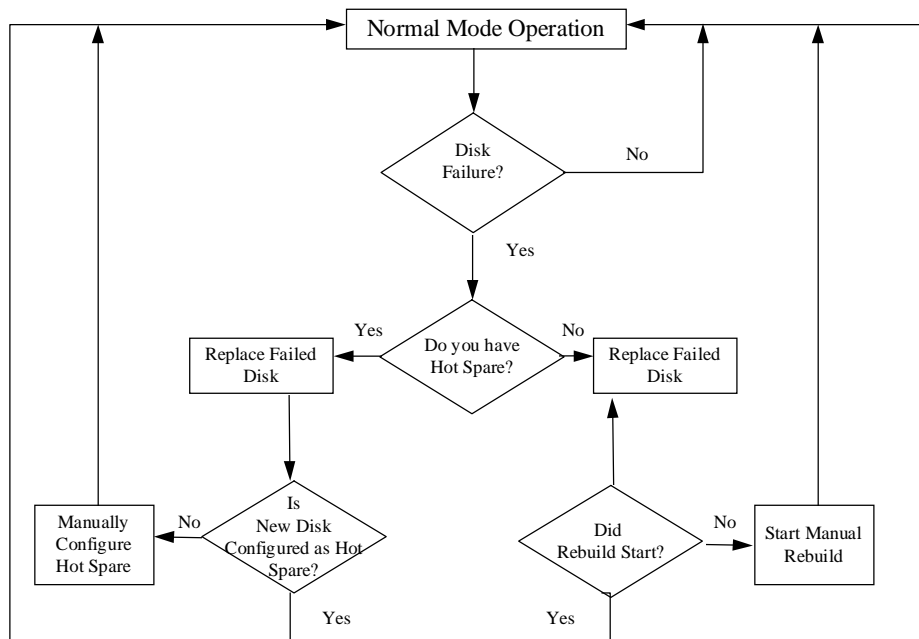 Normal Mode Operation
Disk
Failure?
No
Yes
Yes
No
Do you have
Hot Spare?
Replace Failed
Disk
Replace Failed
Disk
Is
New Disk
Configured as Hot
Spare?
No
Manually
Configure
Hot Spare
Yes
Did
Rebuild Start?
No
Start Manual
Rebuild
Yes